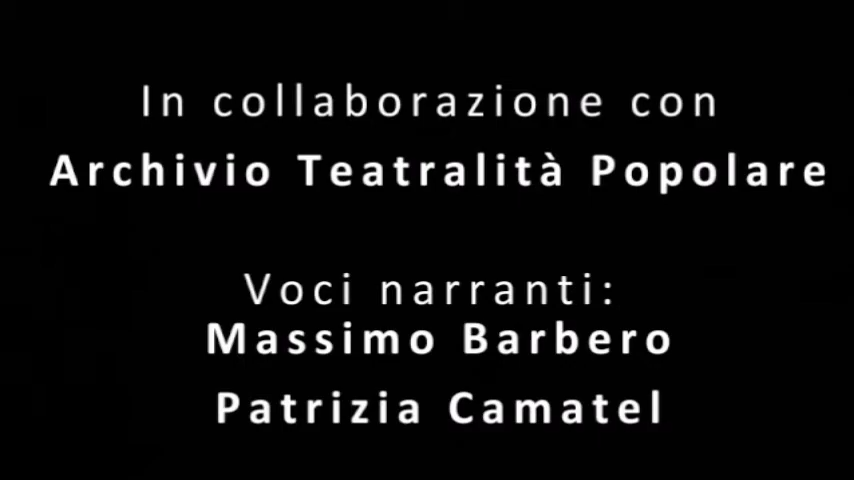 In collaborazione con
Archivio Teatralità Popolare
Voci narranti:
Massimo Barbero
Patrizia Camatel